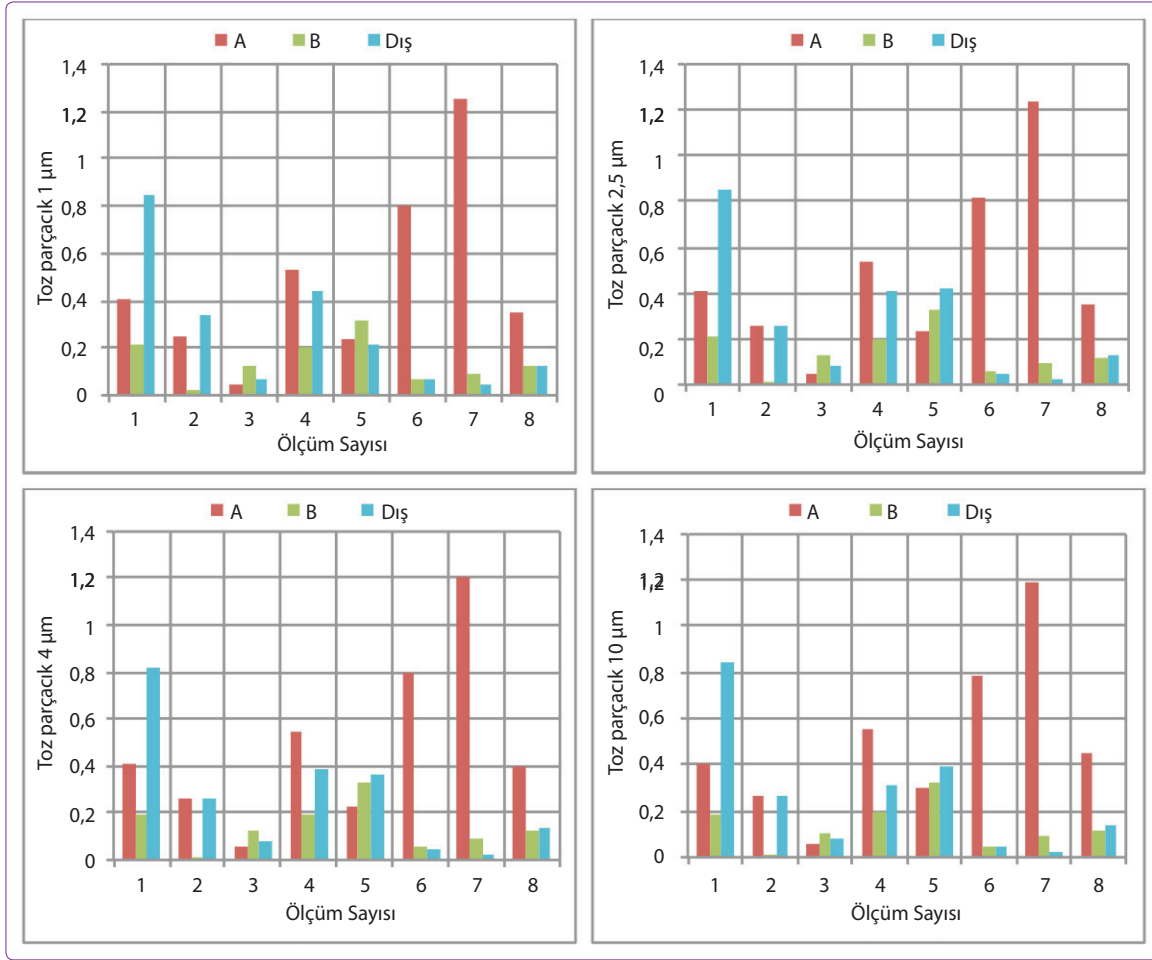 A B Dış
Toz parçacık 1 µm
1,4
1,2
1
0,8
0,6
0,4
0,2
0
1 2 3 4 5 6 7 8
Ölçüm Sayısı
A B Dış
Toz parçacık 2,5 µm
1,4
1,2
1
0,8
0,6
0,4
0,2
0
1 2 3 4 5 6 7 8
Ölçüm Sayısı
A B Dış
Toz parçacık 4 µm
1,4
1,2
1
0,8
0,6
0,4
0,2
0
1 2 3 4 5 6 7 8
Ölçüm Sayısı
A B Dış
Toz parçacık 10 µm
1,4
1,2
1
0,8
0,6
0,4
0,2
0
1 2 3 4 5 6 7 8
Ölçüm Sayısı